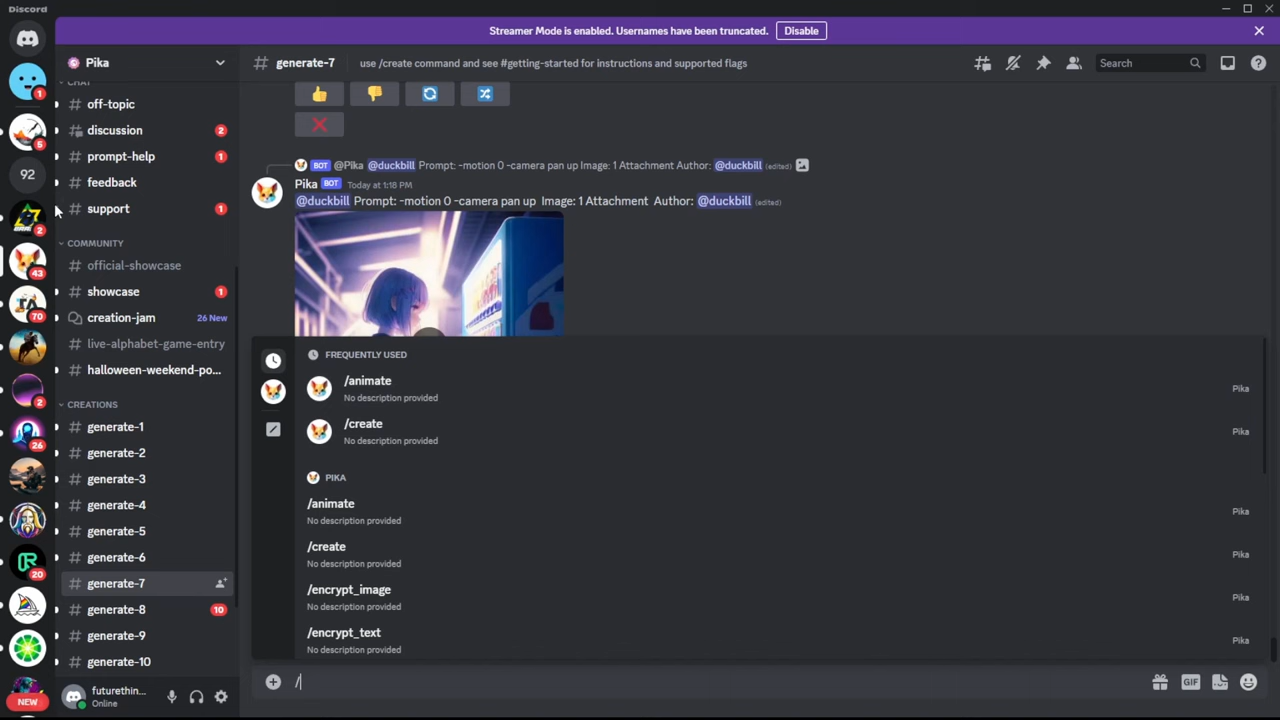 Discord
Streamer Mode is enabled. Usernames have been truncated.
Disable
Pika
generate-7
use /create command and see #getting-started for instructions and supported flags
Search
CHAT
off-topic
discussion
2
prompt-help
1
feedback
support
1
COMMUNITY
official-showcase
showcase
1
creation-jam
26 New
live-alphabet-game-entry
halloween-weekend-po...
CREATIONS
generate-1
generate-2
generate-3
generate-4
generate-5
generate-6
generate-7
generate-8
10
generate-9
generate-10
futurethin...
Online
1
5
92
2
43
70
2
26
20
NEW
BOT @Pika @duckbill Prompt: -motion 0 -camera pan up Image: 1 Attachment Author: @duckbill (edited)
Pika BOT Today at 1:18 PM
@duckbill Prompt: -motion 0 -camera pan up Image: 1 Attachment Author: @duckbill (edited)
FREQUENTLY USED
/animate
No description provided
Pika
/create
No description provided
Pika
PIKA
/animate
No description provided
Pika
/create
No description provided
Pika
/encrypt_image
No description provided
Pika
/encrypt_text
No description provided
Pika
/
GIF